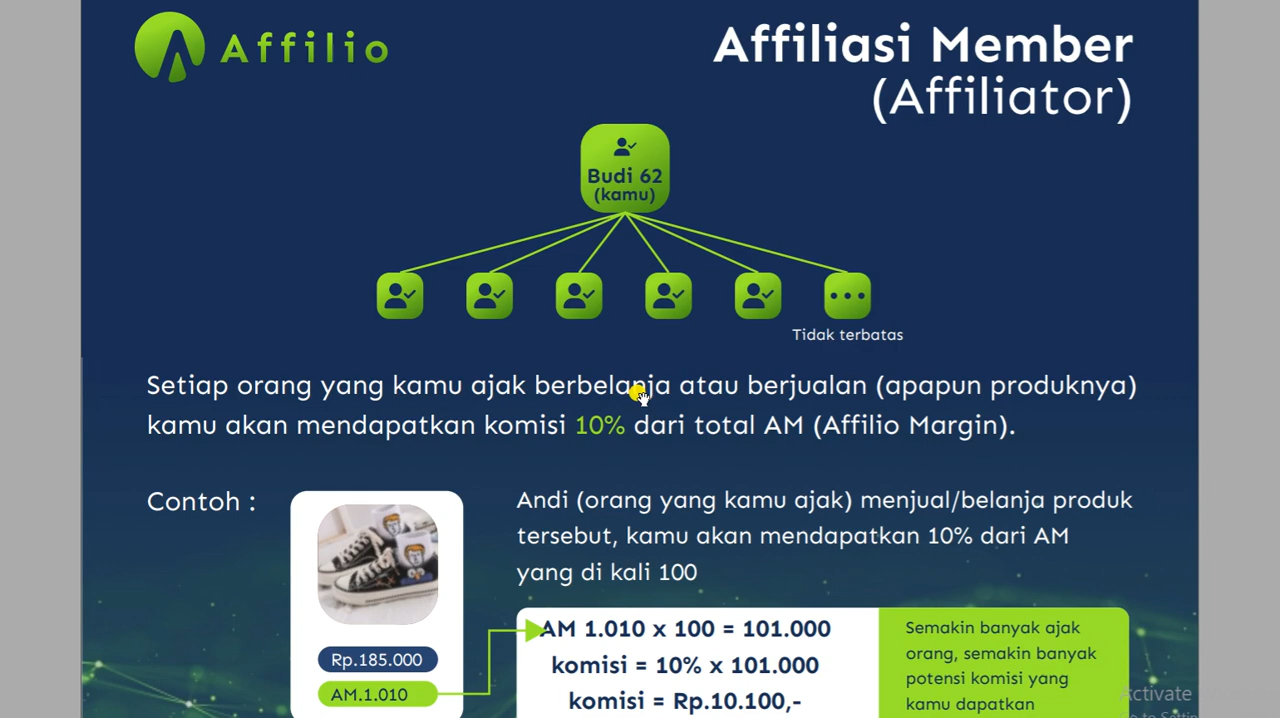 Affilio
Affiliasi Member
(Affiliator)
Budi 62
(kamu)
Tidak terbatas
Setiap orang yang kamu ajak berbelanja atau berjualan (apapun produknya)
kamu akan mendapatkan komisi 10% dari total AM (Affilio Margin).
Contoh :
Andi (orang yang kamu ajak) menjual/belanja produk
tersebut, kamu akan mendapatkan 10% dari AM
yang di kali 100
Rp.185.000
AM.1.010
AM 1.010 x 100 = 101.000
komisi = 10% x 101.000
komisi = Rp.10.100,-
Semakin banyak ajak
orang, semakin banyak
potensi komisi yang
kamu dapatkan
Activate